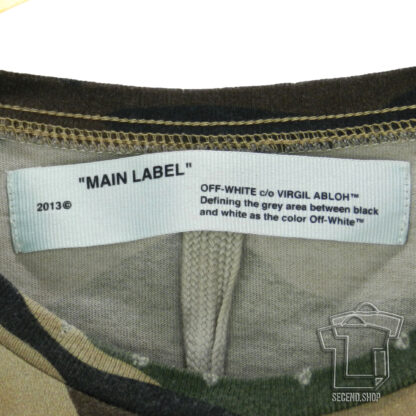 "MAIN LABEL"
2013©
OFF-WHITE c/o VIRGIL ABLOH™
Defining the grey area between black
and white as the color Off-White™
SEGEND.SHOP